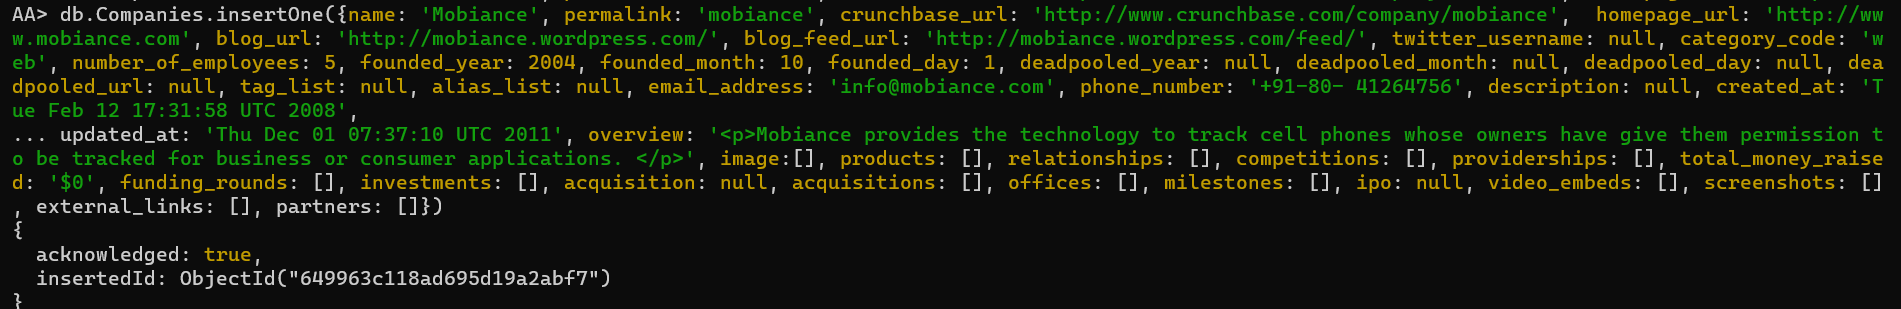 AA> db.Companies.insertOne({name: 'Mobiance', permalink: 'mobiance', crunchbase_url: 'http://www.crunchbase.com/company/mobiance',  homepage_url: 'http://ww
w.mobiance.com', blog_url: 'http://mobiance.wordpress.com/', blog_feed_url: 'http://mobiance.wordpress.com/feed/', twitter_username: null, category_code: 'w
eb', number_of_employees: 5, founded_year: 2004, founded_month: 10, founded_day: 1, deadpooled_year: null, deadpooled_month: null, deadpooled_day: null, dea
dpooled_url: null, tag_list: null, alias_list: null, email_address: 'info@mobiance.com', phone_number: '+91-80- 41264756', description: null, created_at: 'T
ue Feb 12 17:31:58 UTC 2008',
... updated_at: 'Thu Dec 01 07:37:10 UTC 2011', overview: '<p>Mobiance provides the technology to track cell phones whose owners have give them permission t
o be tracked for business or consumer applications. </p>', image:[], products: [], relationships: [], competitions: [], providerships: [], total_money_raise
d: '$0', funding_rounds: [], investments: [], acquisition: null, acquisitions: [], offices: [], milestones: [], ipo: null, video_embeds: [], screenshots: []
, external_links: [], partners: []})
{
  acknowledged: true,
  insertedId: ObjectId("649963c118ad695d19a2abf7")
}